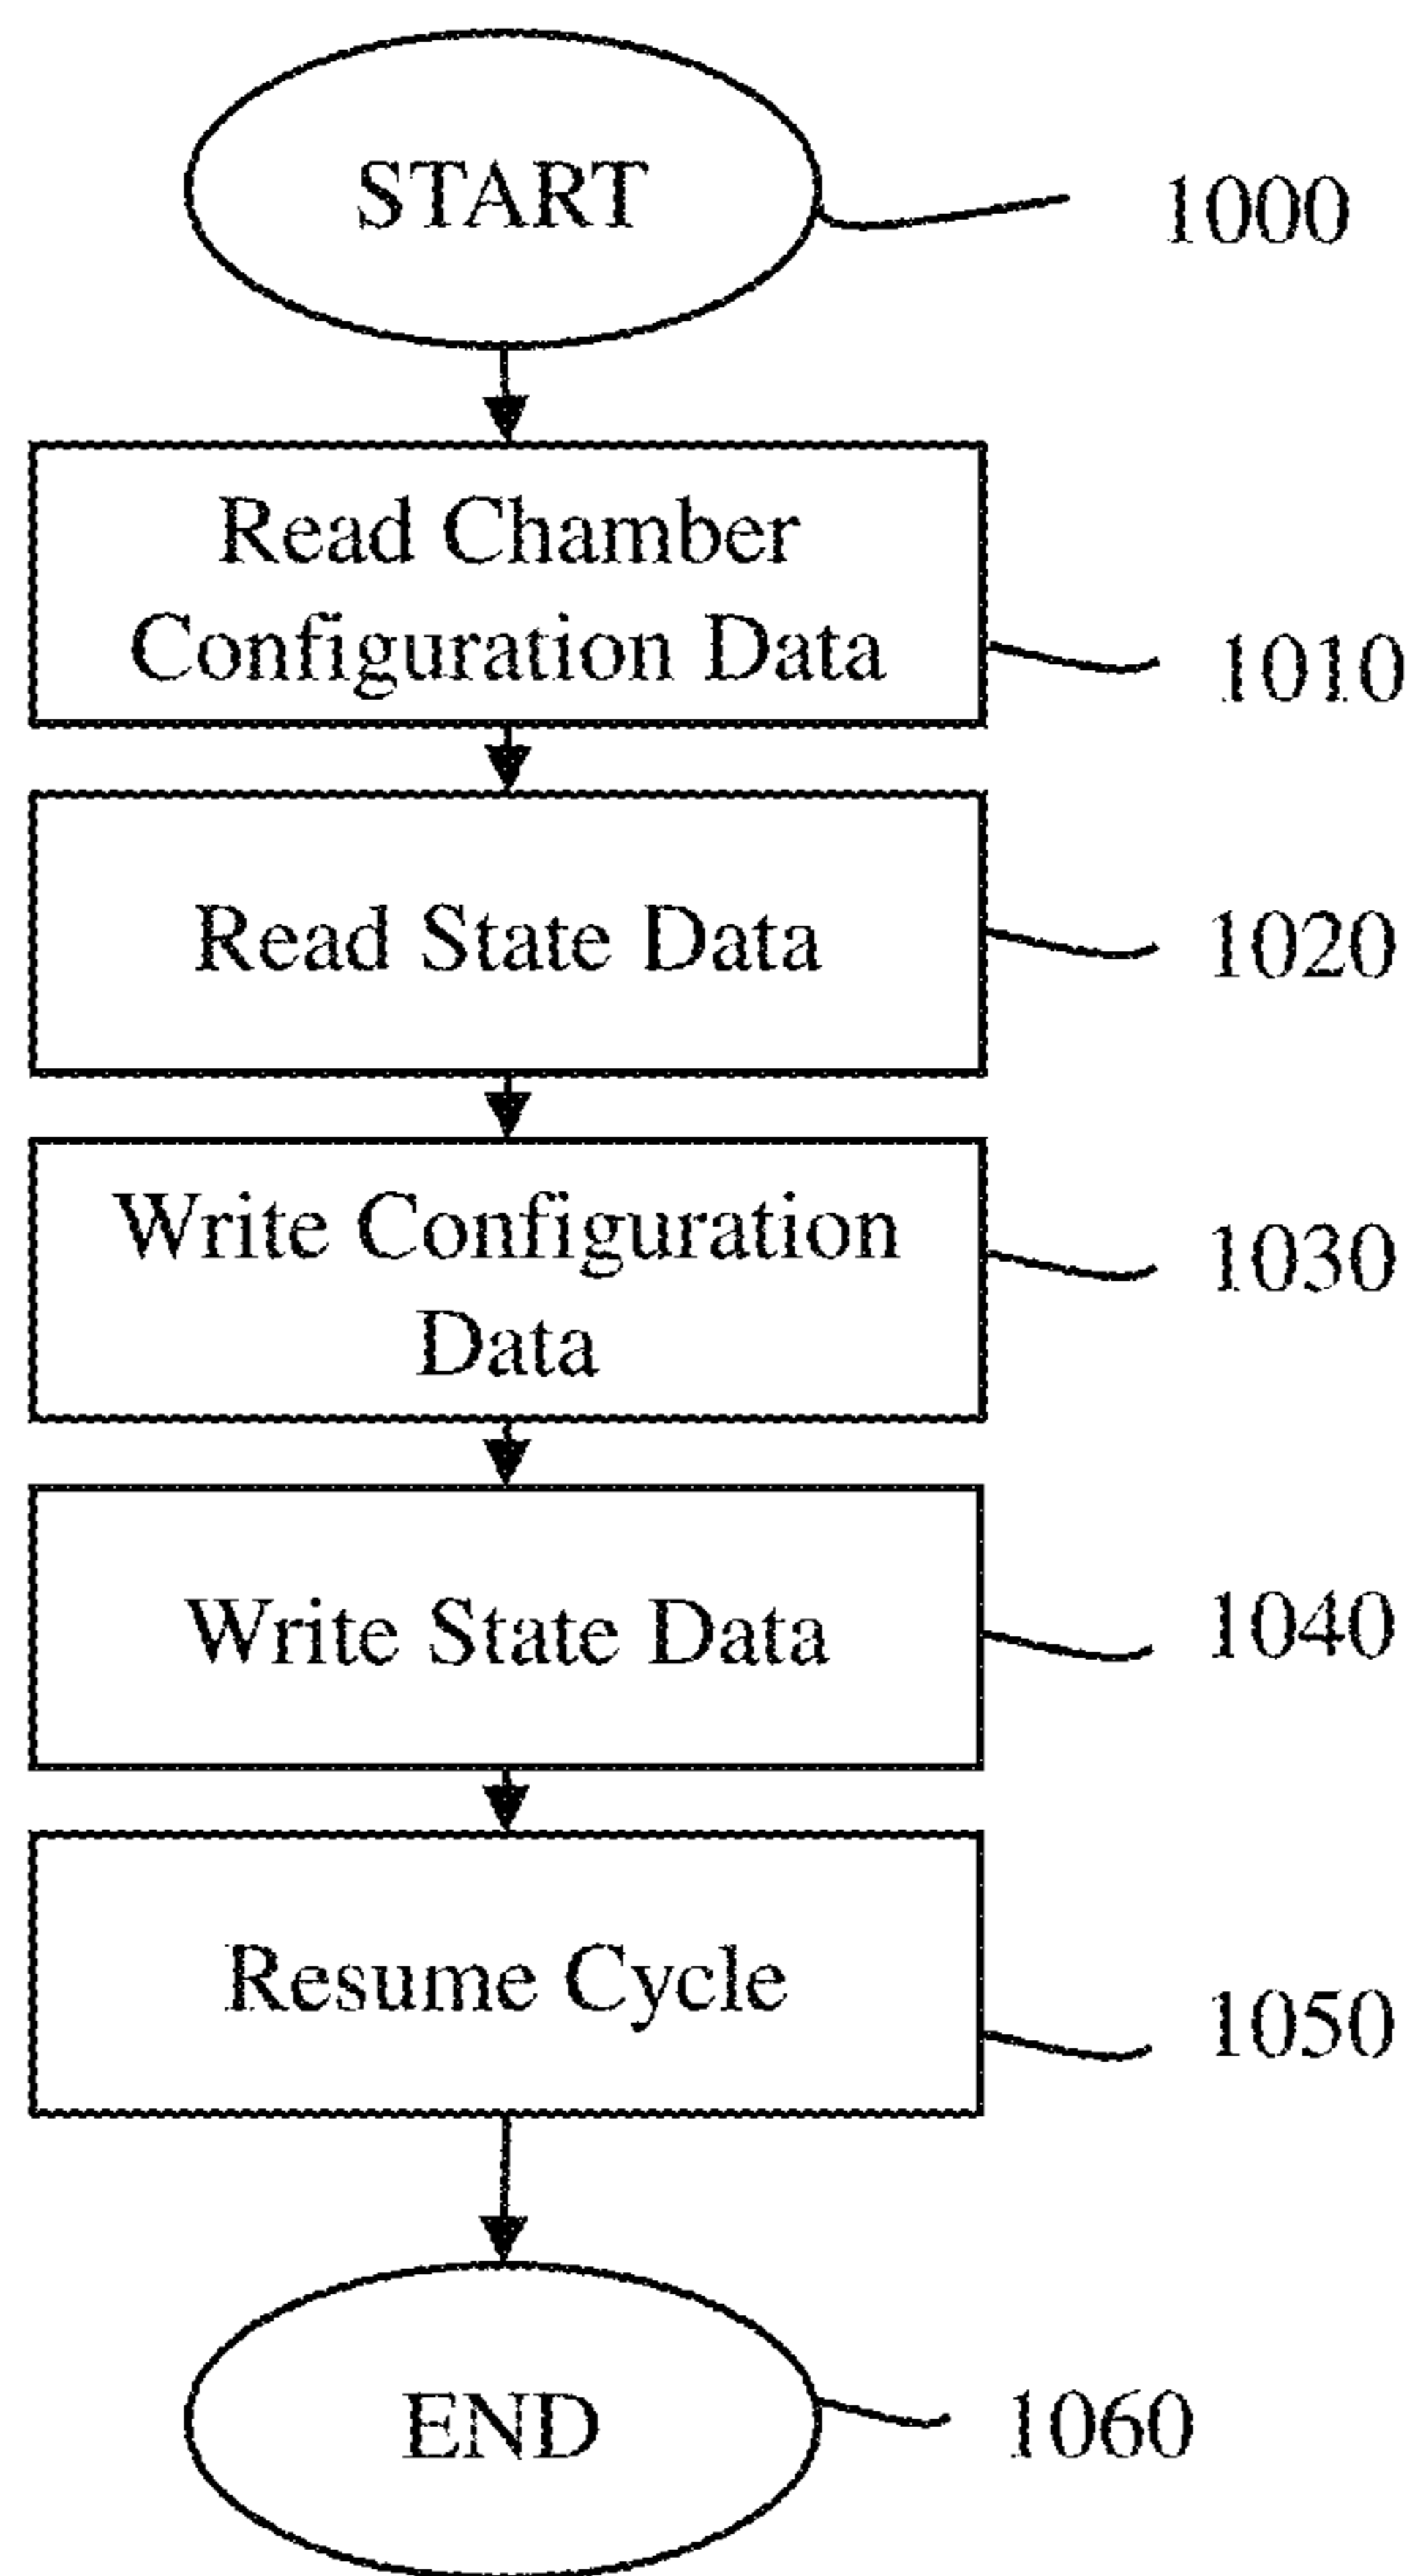 START
1000
Read Chamber
Configuration Data
1010
Read State Data
1020
Write Configuration
Data
1030
Write State Data
1040
Resume Cycle
1050
END
1060